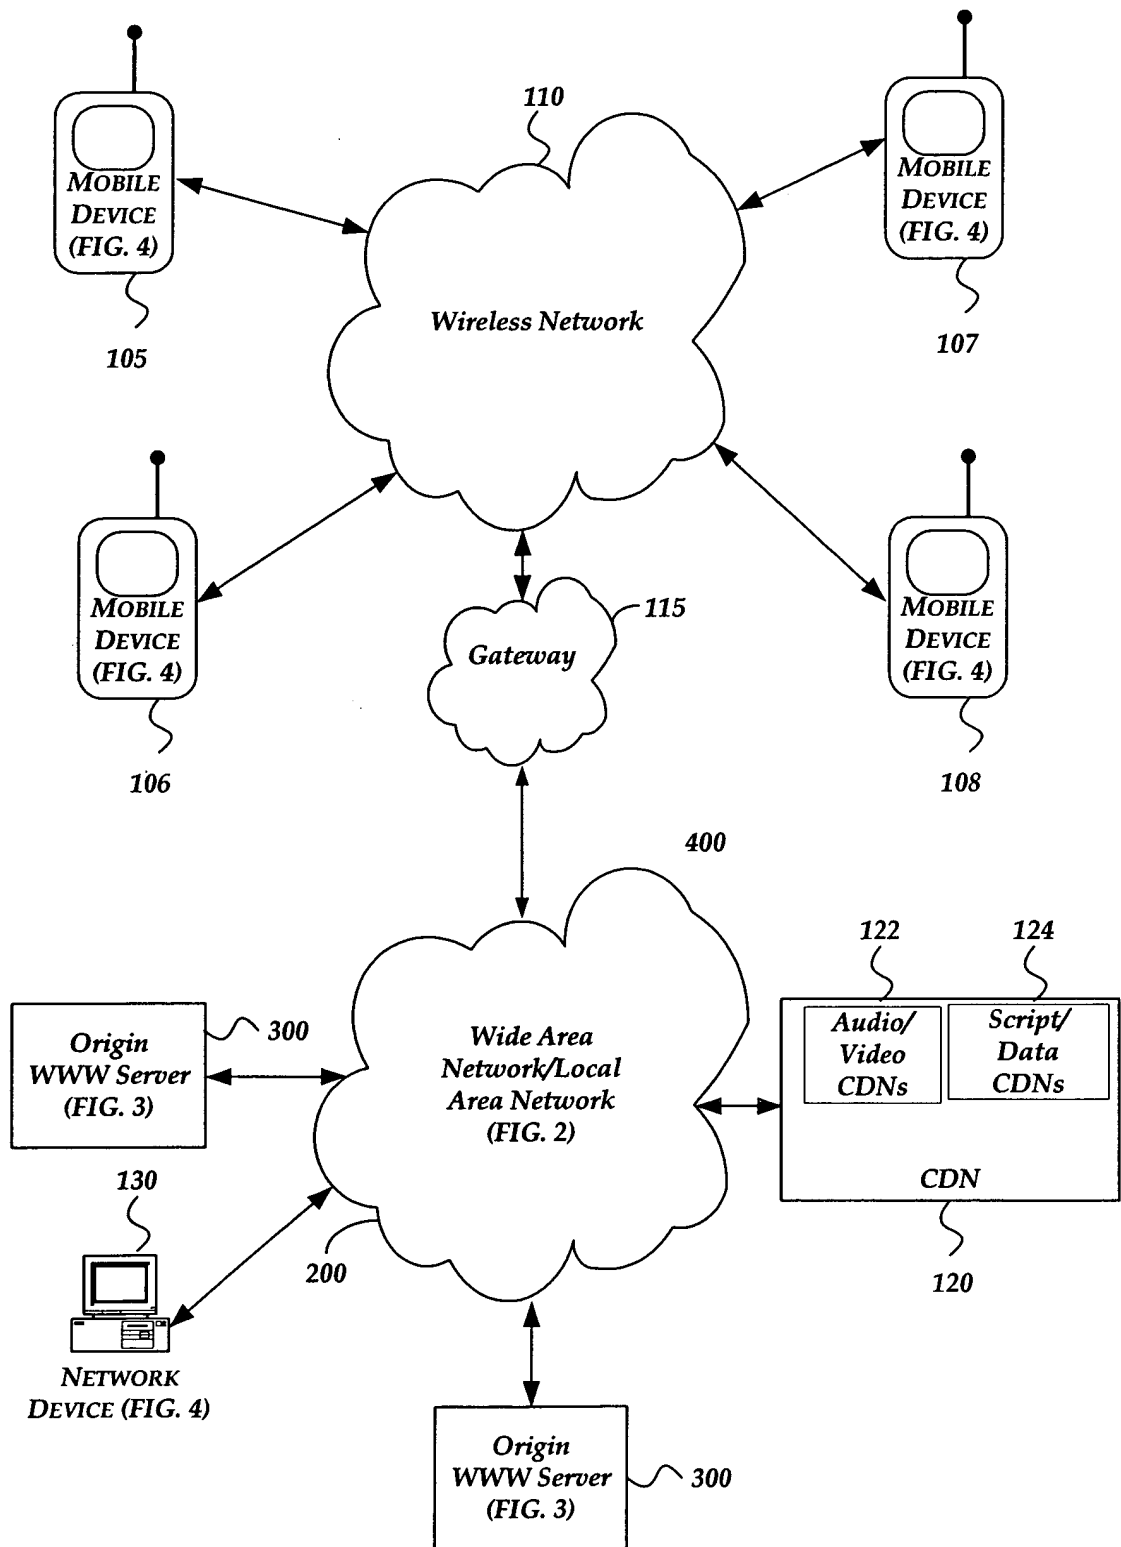 110
MOBILE
DEVICE
(FIG. 4)
105
MOBILE
DEVICE
(FIG. 4)
107
Wireless Network
MOBILE
DEVICE
(FIG. 4)
106
115
Gateway
MOBILE
DEVICE
(FIG. 4)
108
400
122
124
Origin
WWW Server
(FIG. 3)
300
Wide Area
Network/Local
Area Network
(FIG. 2)
Audio/
Video
CDNs
Script/
Data
CDNs
CDN
120
130
200
NETWORK
DEVICE (FIG. 4)
Origin
WWW Server
(FIG. 3)
300